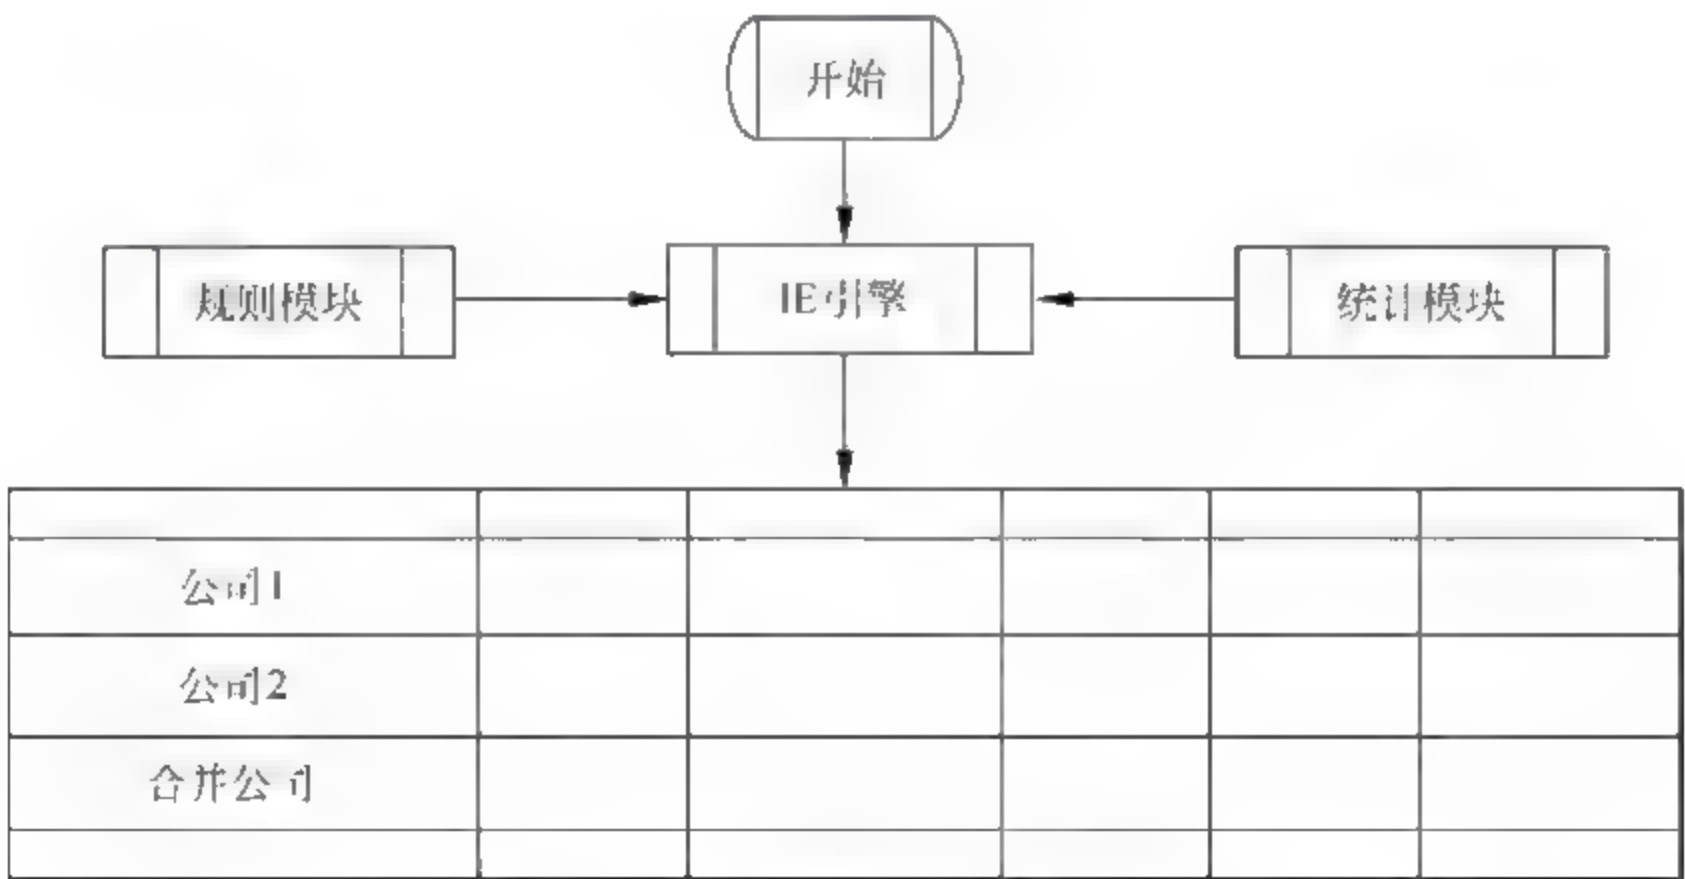 开始
规则模块
IE引擎
统计模块
公司1
公司2
合并公司